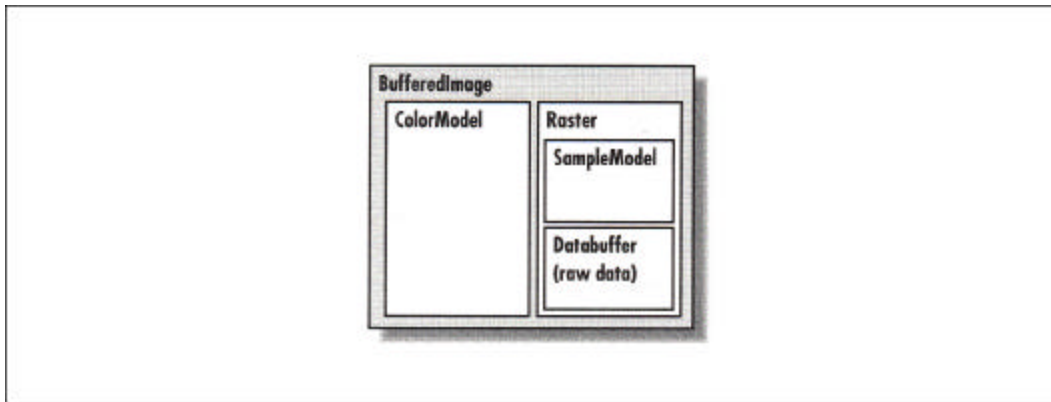 BufferedImage
ColorModel
Raster
SampleModel
Databuffer
(raw data)